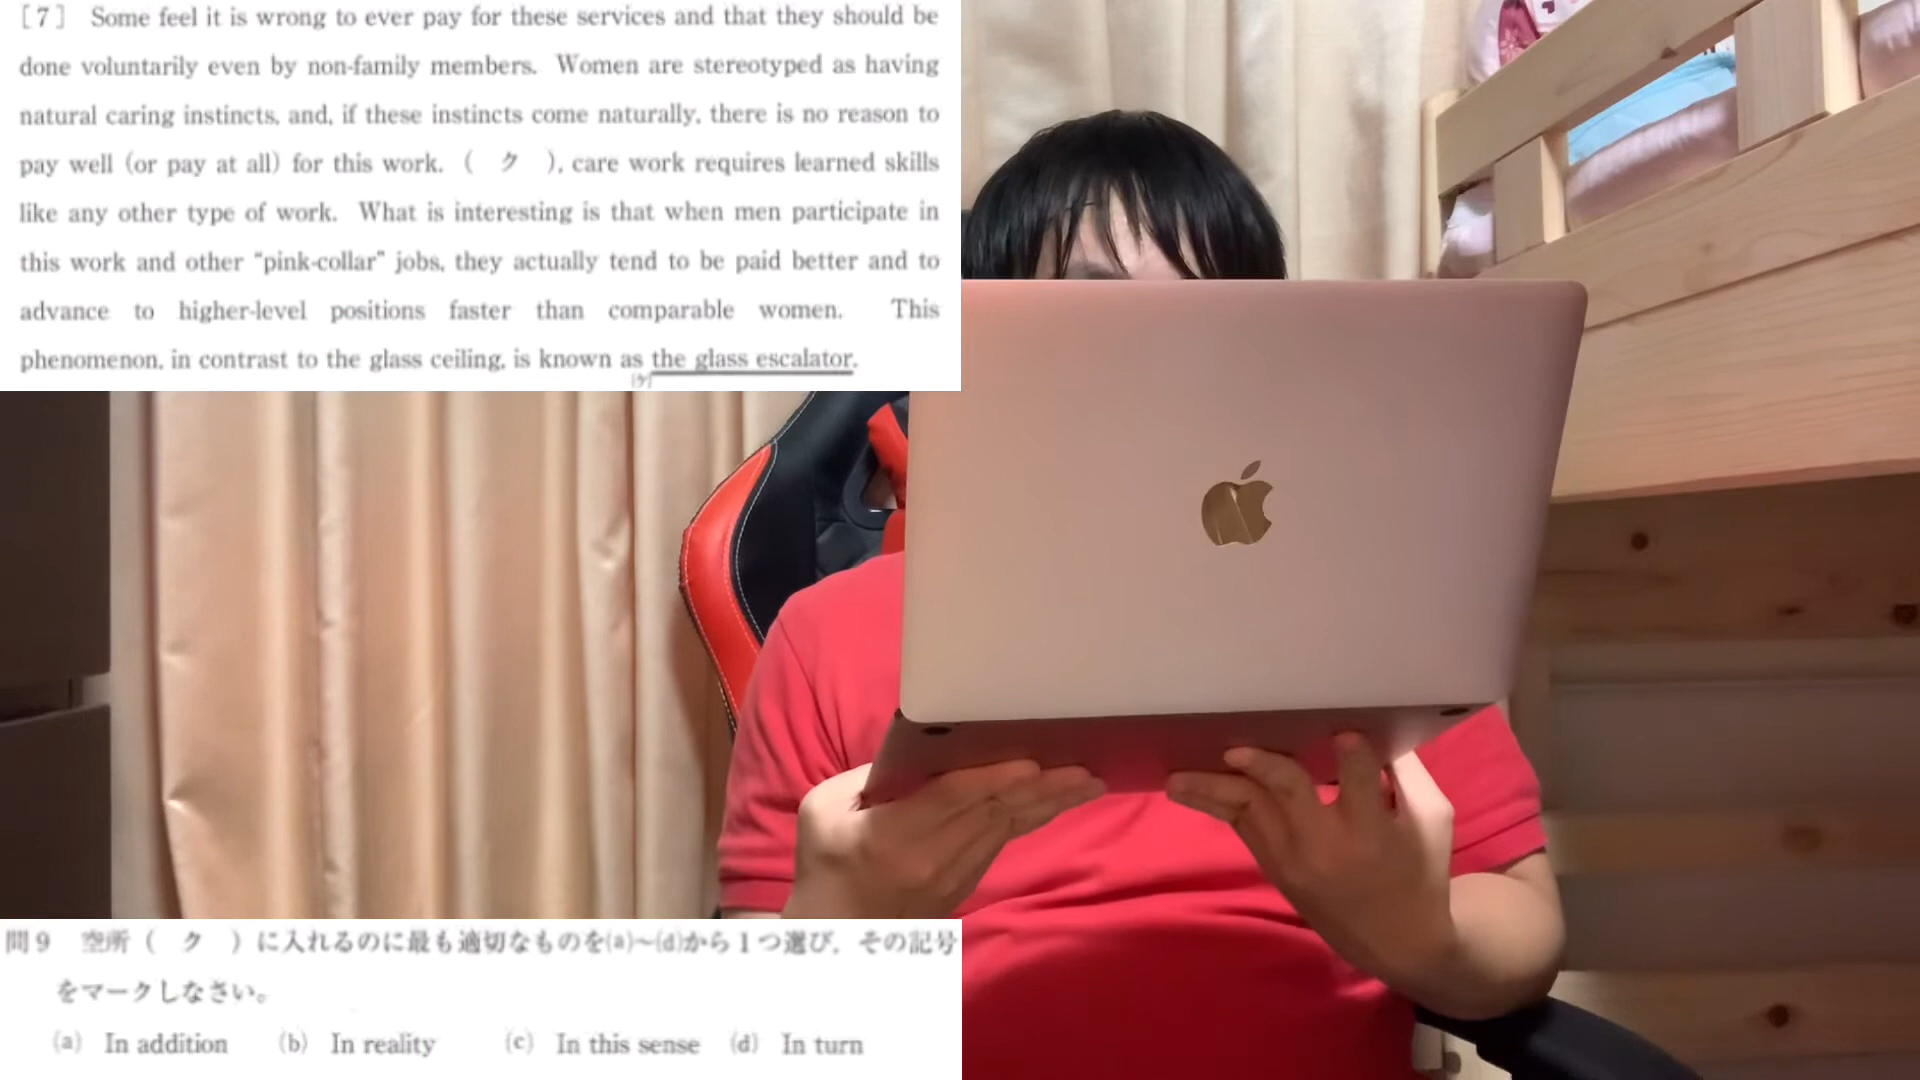 [7] Some feel it is wrong to ever pay for these services and that they should be
done voluntarily even by non-family members. Women are stereotyped as having
natural caring instincts, and, if these instincts come naturally, there is no reason to
pay well (or pay at all) for this work. ( ク ), care work requires learned skills
like any other type of work. What is interesting is that when men participate in
this work and other “pink-collar” jobs, they actually tend to be paid better and to
advance to higher-level positions faster than comparable women. This
phenomenon, in contrast to the glass ceiling, is known as the glass escalator.
(ケ)
問9 空所( ク )に入れるのに最も適切なものを(a)~(d)から1つ選び,その記号
をマークしなさい。
(a) In addition (b) In reality (c) In this sense (d) In turn